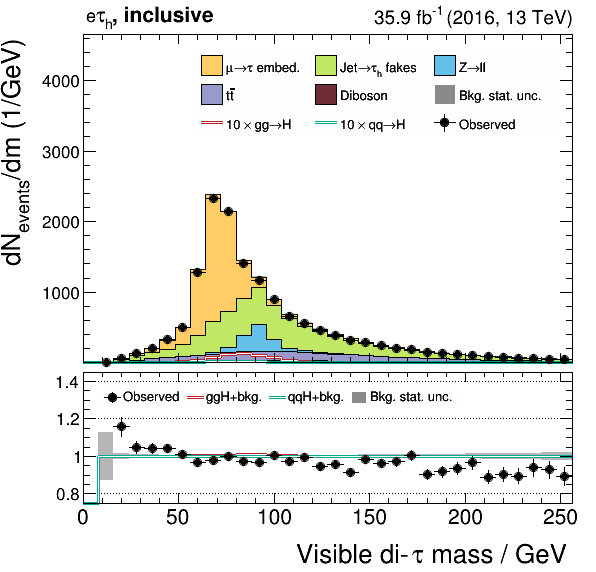 eτh, inclusive 35.9 fb⁻¹ (2016, 13 TeV)
dNevents/dm (1/GeV)
4000
3000
2000
1000
μ→τ embed. Jet→τh fakes Z→ll
tt̄ Diboson Bkg. stat. unc.
10 × gg→H 10 × qq→H Observed
1.4
1.2
1
0.8
Observed ggH+bkg. qqH+bkg. Bkg. stat. unc.
0 50 100 150 200 250
Visible di-τ mass / GeV